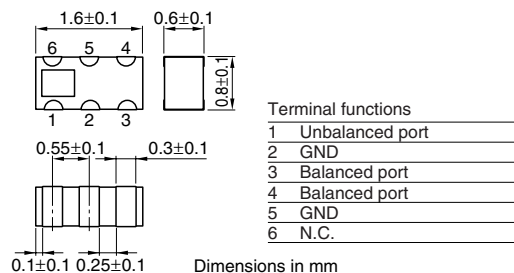 1.6±0.1
0.6±0.1
6 5 4
0.8±0.1
1 2 3
0.55±0.1
0.3±0.1
0.1±0.1
0.25±0.1
Dimensions in mm
Terminal functions
1 Unbalanced port
2 GND
3 Balanced port
4 Balanced port
5 GND
6 N.C.